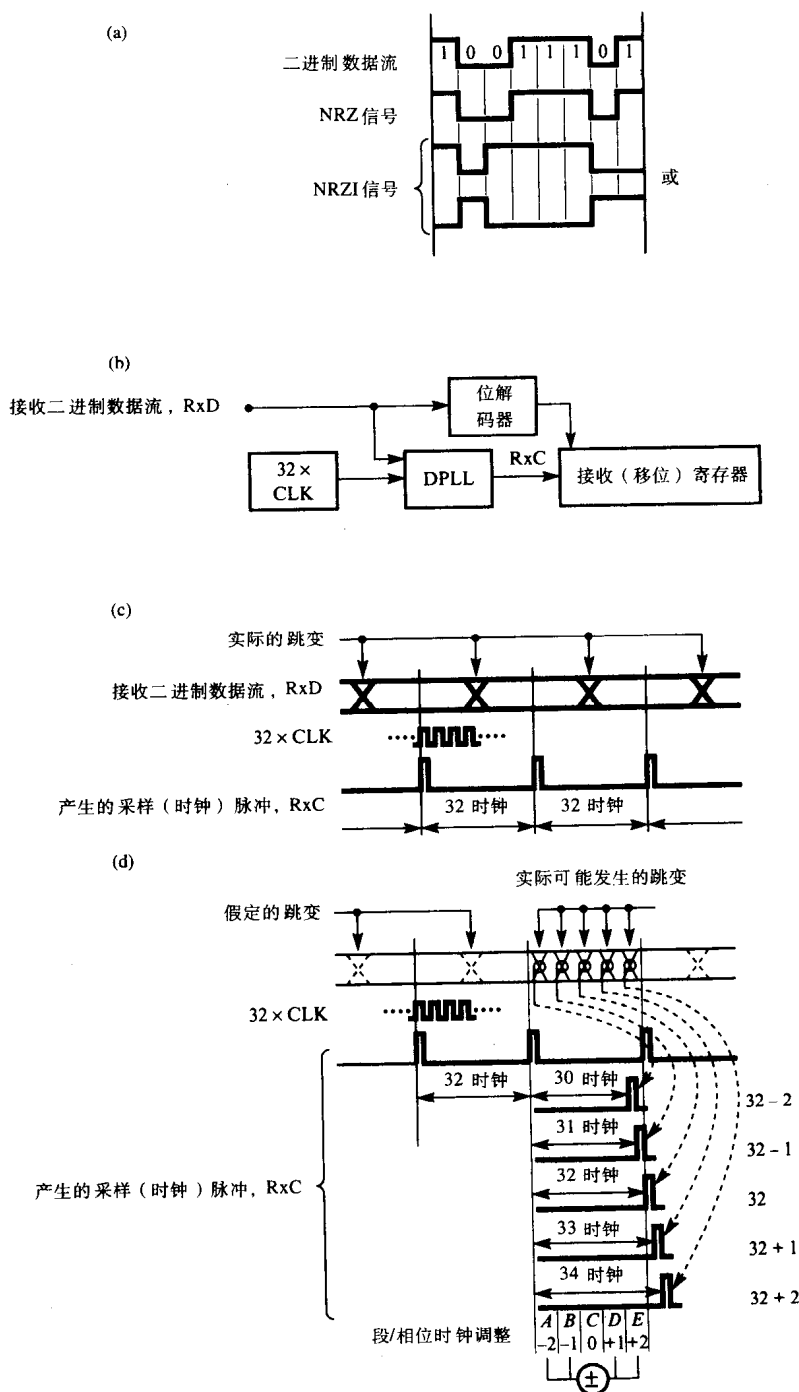 (a)
二进制数据流
1 0 0 1 1 1 0 1
NRZ 信号
NRZI 信号
或
(b)
接收二进制数据流, RxD
位解
码器
32 ×
CLK
DPLL
RxC
接收（移位）寄存器
(c)
实际的跳变
接收二进制数据流, RxD
32 × CLK
产生的采样（时钟）脉冲, RxC
32 时钟
32 时钟
(d)
实际可能发生的跳变
假定的跳变
32 × CLK
32 时钟
30 时钟
32 – 2
31 时钟
32 – 1
32 时钟
32
产生的采样（时钟）脉冲, RxC
33 时钟
32 + 1
34 时钟
32 + 2
段/相位时钟调整
A B C D E
–2 –1 0 +1 +2
±